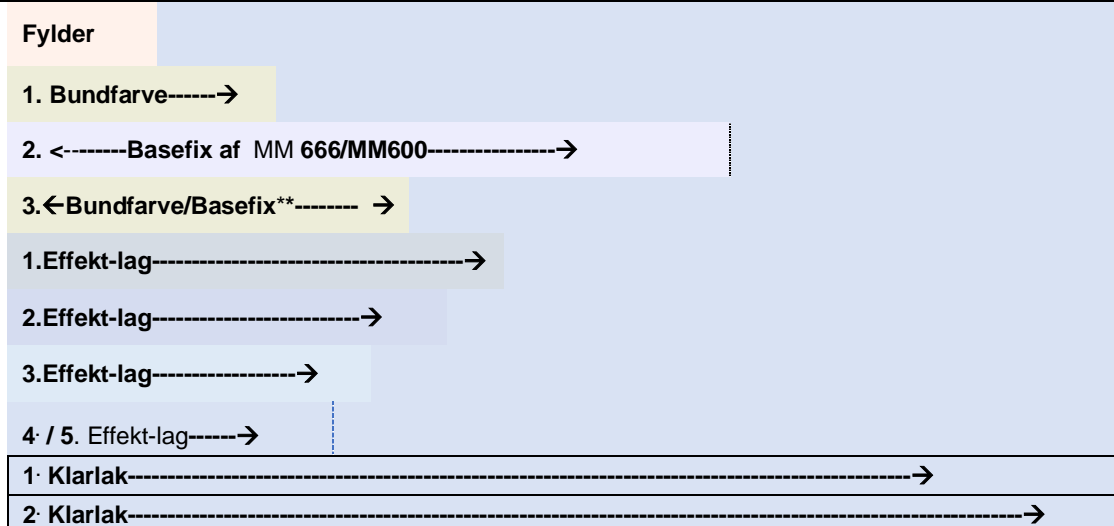 Fylder
1. Bundfarve------→
2. <---------Basefix af MM 666/MM600----------------→
3.←Bundfarve/Basefix**-------- →
1.Effekt-lag---------------------------------------→
2.Effekt-lag--------------------------→
3.Effekt-lag------------------→
4. / 5. Effekt-lag------→
1. Klarlak---------------------------------------------------------------------------------------------------→
2. Klarlak-----------------------------------------------------------------------------------------------------------------→